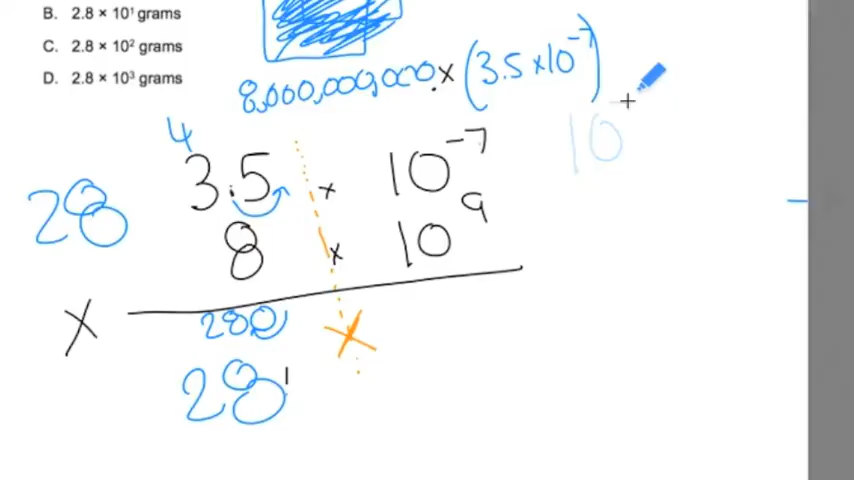 B. 2.8 × 10¹ grams
C. 2.8 × 10² grams
D. 2.8 × 10³ grams
8,000,000,000. × (3.5 × 10⁻⁷)
4
3.5 × 10⁻⁷
10
28
8 × 10⁹
×
280 ×
28